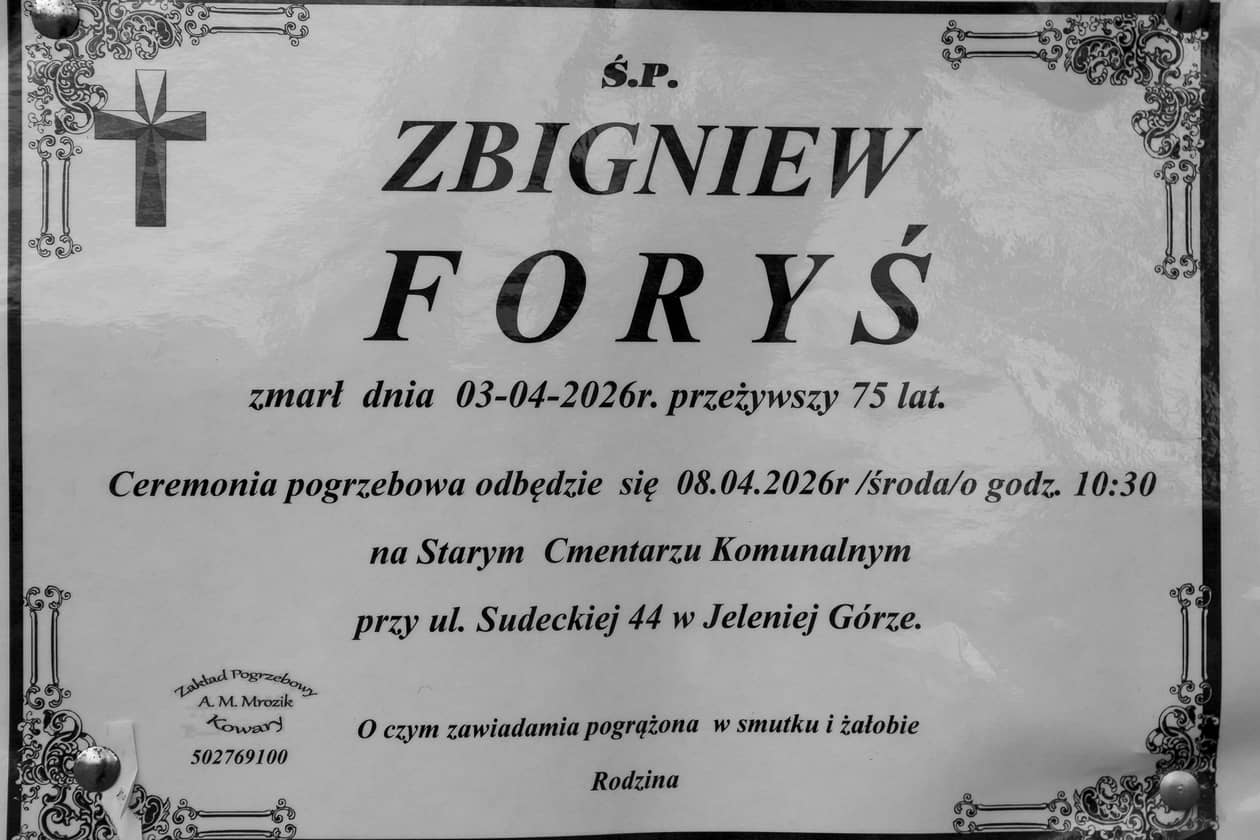 Ś.P.
ZBIGNIEW
FORYŚ
zmarł dnia 03-04-2026r. przeżywszy 75 lat.
Ceremonia pogrzebowa odbędzie się 08.04.2026r /środa/o godz. 10:30
na Starym Cmentarzu Komunalnym
przy ul. Sudeckiej 44 w Jeleniej Górze.
Zakład Pogrzebowy
A. M. Mrozik
Kowary
502769100
O czym zawiadamia pogrążona w smutku i żałobie
Rodzina